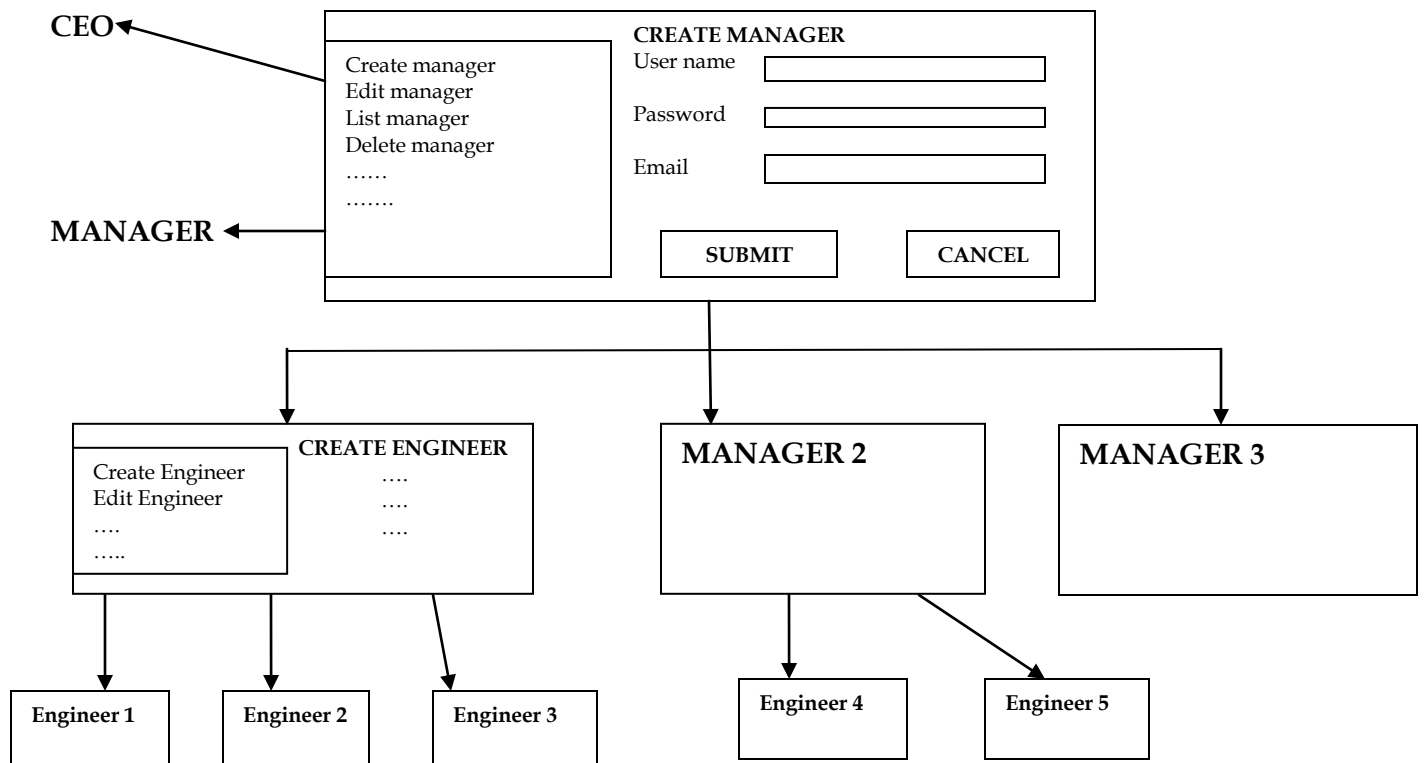 CEO
CREATE MANAGER
Create manager
Edit manager
List manager
Delete manager
……
…….
User name
Password
Email
MANAGER
SUBMIT
CANCEL
CREATE ENGINEER
Create Engineer
Edit Engineer
….
…..
….
….
….
MANAGER 2
MANAGER 3
Engineer 1
Engineer 2
Engineer 3
Engineer 4
Engineer 5